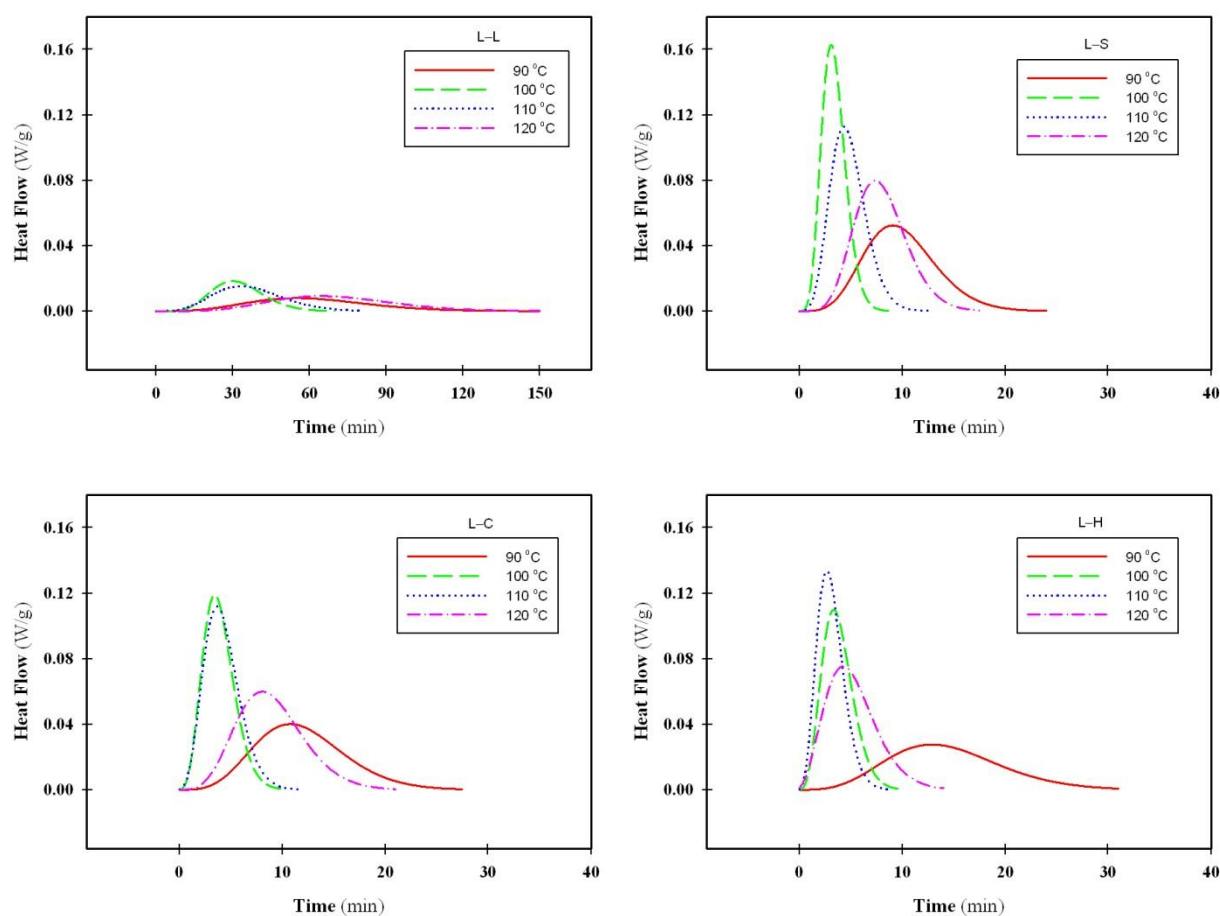 L–L
90 °C
100 °C
110 °C
120 °C
0.16
0.12
0.08
0.04
0.00
Heat Flow (W/g)
0 30 60 90 120 150
Time (min)
L–S
90 °C
100 °C
110 °C
120 °C
0.16
0.12
0.08
0.04
0.00
Heat Flow (W/g)
0 10 20 30 40
Time (min)
L–C
90 °C
100 °C
110 °C
120 °C
0.16
0.12
0.08
0.04
0.00
Heat Flow (W/g)
0 10 20 30 40
Time (min)
L–H
90 °C
100 °C
110 °C
120 °C
0.16
0.12
0.08
0.04
0.00
Heat Flow (W/g)
0 10 20 30 40
Time (min)